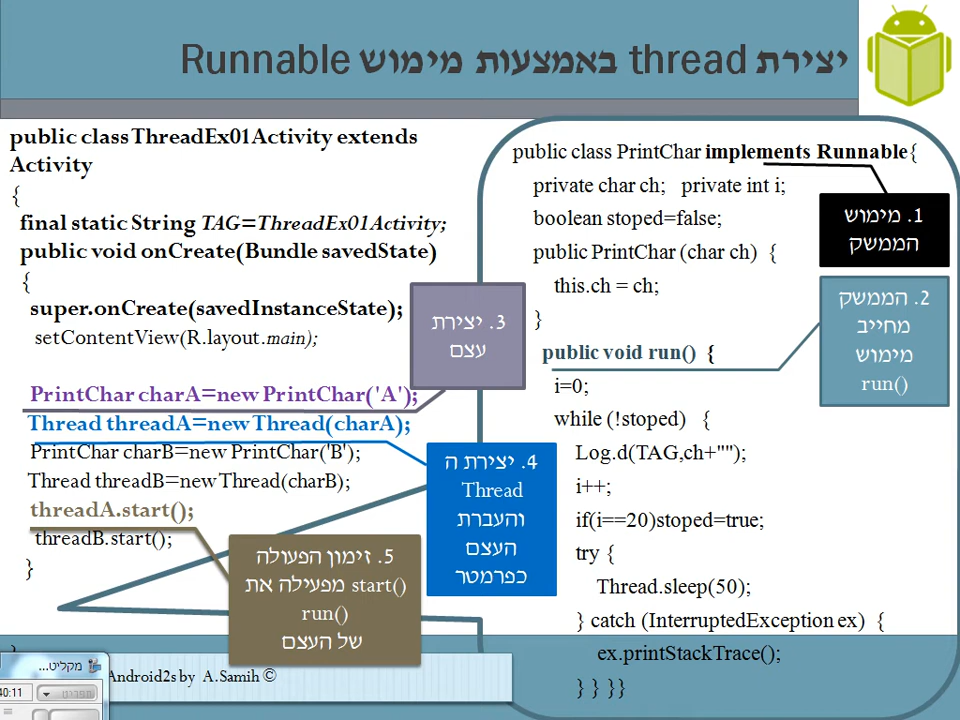 יצירת thread באמצעות מימוש Runnable
public class ThreadEx01Activity extends
Activity
{
final static String TAG=ThreadEx01Activity;
public void onCreate(Bundle savedState)
{
super.onCreate(savedInstanceState);
setContentView(R.layout.main);
PrintChar charA=new PrintChar('A');
Thread threadA=new Thread(charA);
PrintChar charB=new PrintChar('B');
Thread threadB=new Thread(charB);
threadA.start();
threadB.start();
}
}
public class PrintChar implements Runnable{
private char ch; private int i;
boolean stoped=false;
public PrintChar (char ch) {
this.ch = ch;
}
public void run() {
i=0;
while (!stoped) {
Log.d(TAG,ch+"");
i++;
if(i==20)stoped=true;
try {
Thread.sleep(50);
} catch (InterruptedException ex) {
ex.printStackTrace();
} } }}
1. מימוש
הממשק
2. הממשק
מחייב
מימוש
run()
3. יצירת
עצם
4. יצירת ה
Thread
והעברת
העצם
כפרמטר
5. זימון הפעולה
start() מפעילה את
run()
של העצם
Android2s by A.Samih ©
מקליט...
40:11
תפריט